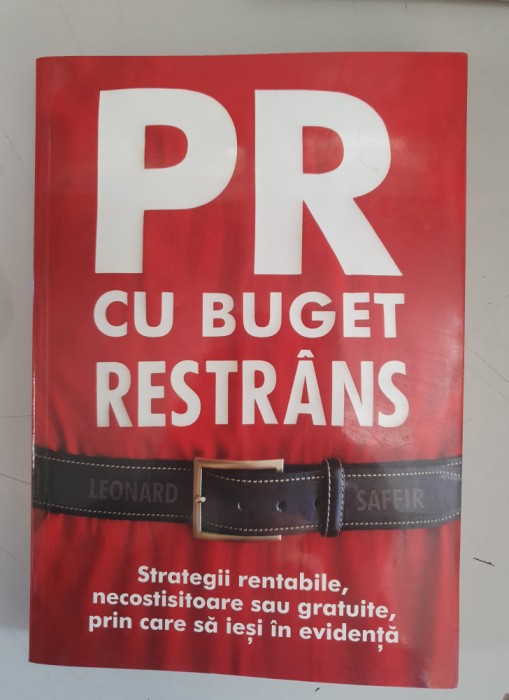 PR
CU BUGET
RESTRÂNS
LEONARD SAFFIR
Strategii rentabile,
necostisitoare sau gratuite,
prin care să ieși în evidență